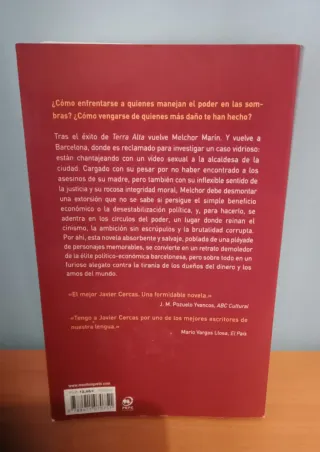 ¿Cómo enfrentarse a quienes manejan el poder en las som-
bras? ¿Cómo vengarse de quienes más daño te han hecho?
Tras el éxito de Terra Alta vuelve Melchor Marín. Y vuelve a
Barcelona, donde es reclamado para investigar un caso vidrioso:
están chantajeando con un vídeo sexual a la alcaldesa de la
ciudad. Cargado con su pesar por no haber encontrado a los
asesinos de su madre, pero también con su inflexible sentido de
la justicia y su rocosa integridad moral, Melchor debe desmontar
una extorsión que no se sabe si persigue el simple beneficio
económico o la desestabilización política, y, para hacerlo, se
adentra en los círculos del poder, un lugar donde reinan el
cinismo, la ambición sin escrúpulos y la brutalidad corrupta.
Por ahí, esta novela absorbente y salvaje, poblada de una pléyade
de personajes memorables, se convierte en un retrato demoledor
de la élite político-económica barcelonesa, pero sobre todo en un
furioso alegato contra la tiranía de los dueños del dinero y los
amos del mundo.
«El mejor Javier Cercas. Una formidable novela.»
J. M. Pozuelo Yvancos, ABC Cultural
«Tengo a Javier Cercas por uno de los mejores escritores de
nuestra lengua.»
Mario Vargas Llosa, El País